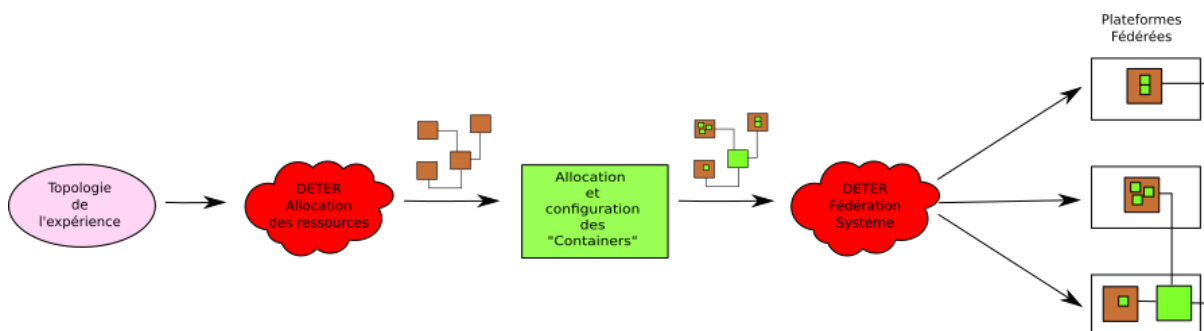 Topologie
de
l'expérience
DETER
Allocation
des ressources
Allocation
et
configuration
des
"Containers"
DETER
Fédération
Système
Plateformes
Fédérées